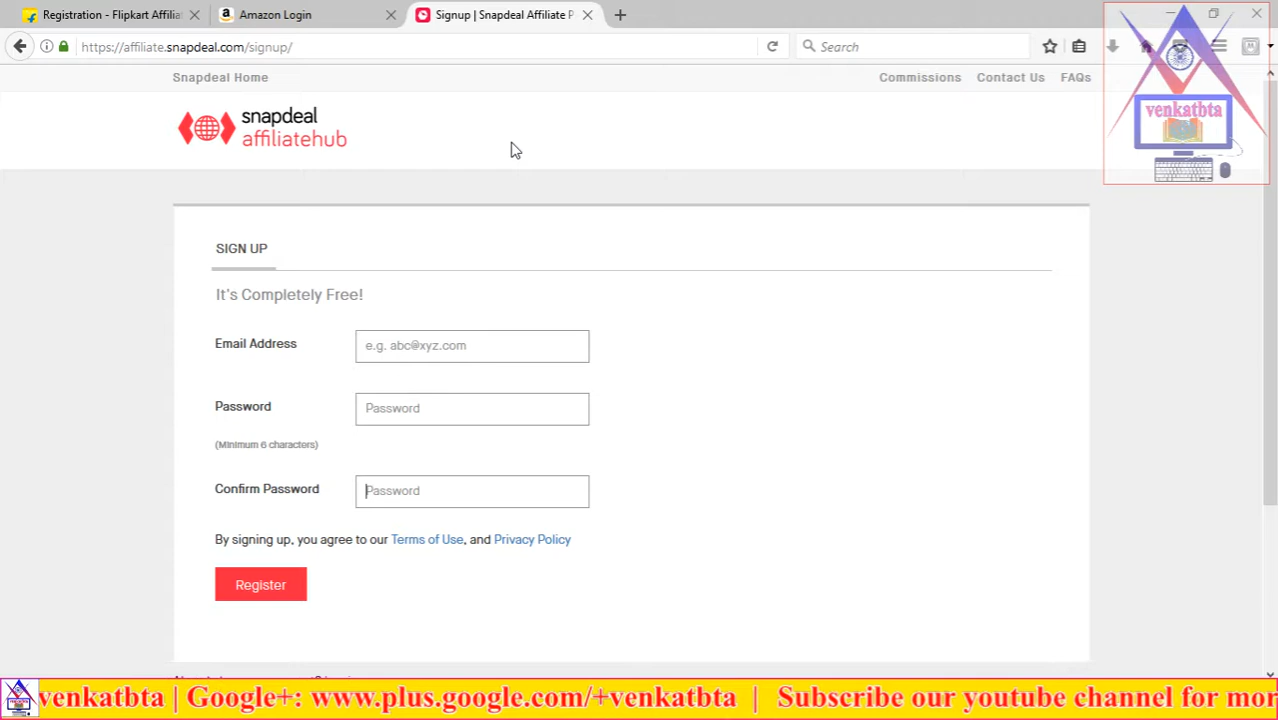 Registration - Flipkart Affilia
Amazon Login
Signup | Snapdeal Affiliate P
https://affiliate.snapdeal.com/signup/
Search
Snapdeal Home
Commissions
Contact Us
FAQs
venkatbta
snapdeal
affiliatehub
SIGN UP
It's Completely Free!
Email Address
e.g. abc@xyz.com
Password
Password
(Minimum 6 characters)
Confirm Password
Password
By signing up, you agree to our Terms of Use, and Privacy Policy
Register
venkatbta | Google+: www.plus.google.com/+venkatbta | Subscribe our youtube channel for mor